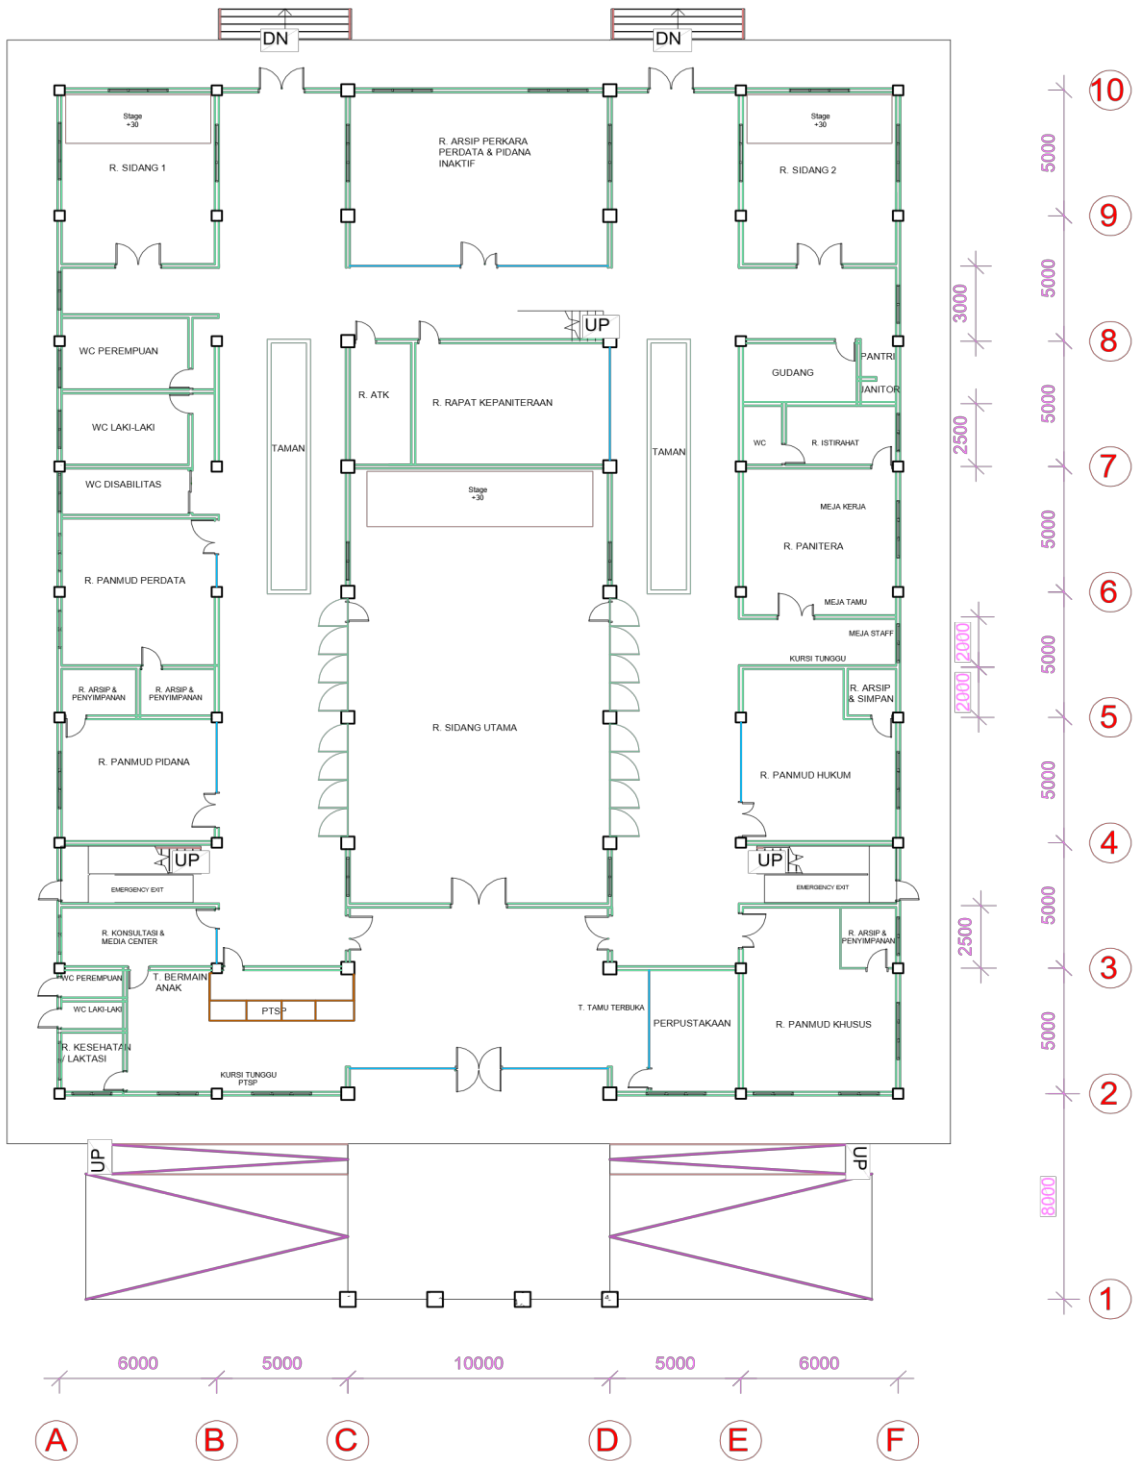 DN
DN
10
Stage
+30
Stage
+30
R. ARSIP PERKARA
PERDATA & PIDANA
INAKTIF
R. SIDANG 1
R. SIDANG 2
5000
9
5000
3000
UP
8
WC PEREMPUAN
PANTRI
GUDANG
JANITOR
R. ATK
R. RAPAT KEPANITERAAN
5000
WC LAKI-LAKI
TAMAN
TAMAN
WC
R. ISTIRAHAT
2500
7
WC DISABILITAS
Stage
+30
MEJA KERJA
5000
R. PANITERA
R. PANMUD PERDATA
6
MEJA TAMU
MEJA STAFF
2000
KURSI TUNGGU
5000
R. ARSIP &
PENYIMPANAN
R. ARSIP &
PENYIMPANAN
R. ARSIP
& SIMPAN
2000
5
R. SIDANG UTAMA
R. PANMUD PIDANA
R. PANMUD HUKUM
5000
4
UP
UP
EMERGENCY EXIT
EMERGENCY EXIT
R. KONSULTASI &
MEDIA CENTER
R. ARSIP &
PENYIMPANAN
2500
5000
3
WC PEREMPUAN
T. BERMAIN
ANAK
WC LAKI-LAKI
PTSP
T. TAMU TERBUKA
PERPUSTAKAAN
R. PANMUD KHUSUS
5000
R. KESEHATAN
/ LAKTASI
KURSI TUNGGU
PTSP
2
UP
UP
8000
1
6000
5000
10000
5000
6000
A
B
C
D
E
F